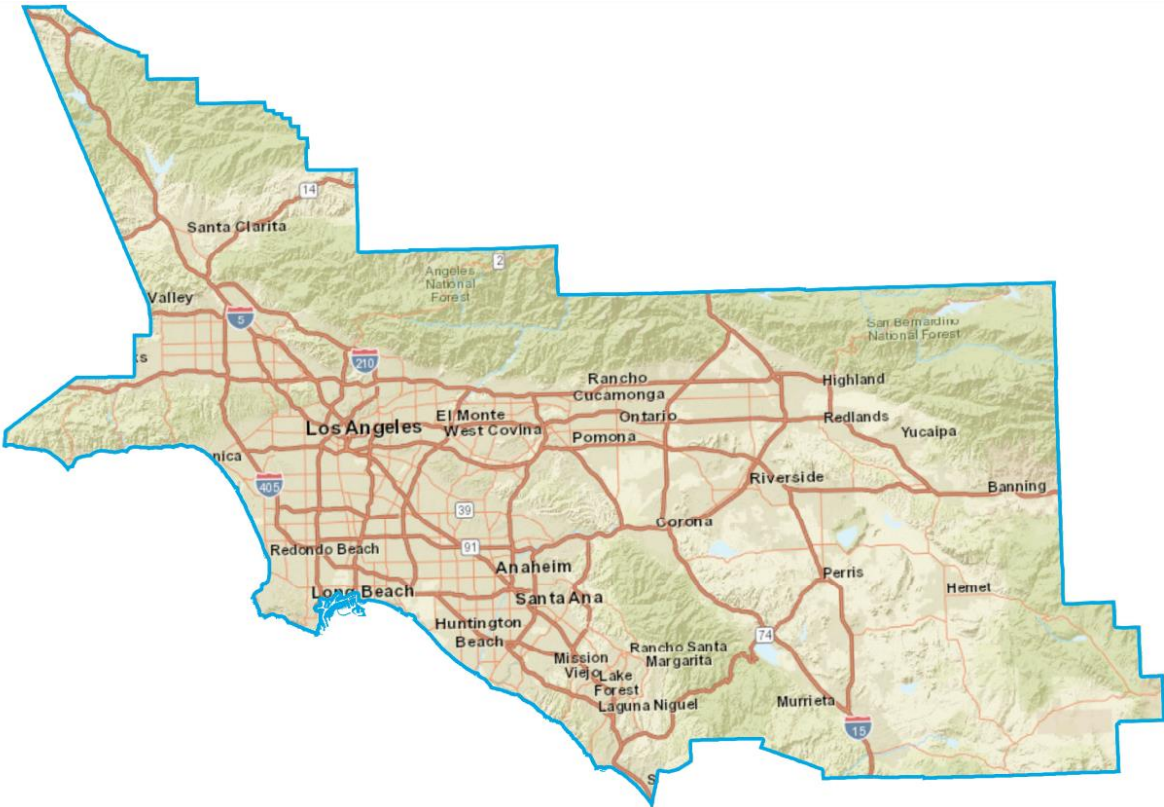 14
Santa Clarita
2
Angeles
National
Forest
Valley
5
San Bernardino
National Forest
ks
210
Rancho
Cucamonga
Highland
El Monte
Ontario
Redlands
Los Angeles
West Covina
Pomona
Yucaipa
nica
405
Riverside
Banning
39
Corona
91
Redondo Beach
Anaheim
Perris
Hemet
Long Beach
Santa Ana
Huntington
Beach
74
Rancho Santa
Margarita
Mission
Viejo
Lake
Forest
Laguna Niguel
Murrieta
15
S